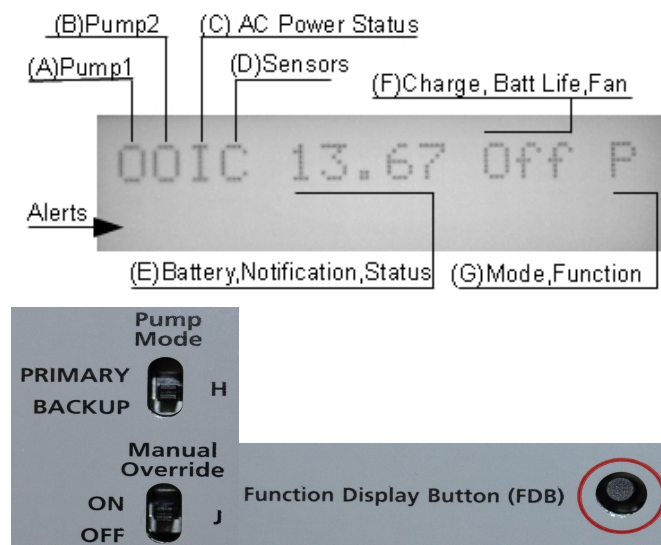 (B)Pump2 (C) AC Power Status
(A)Pump1 (D)Sensors
(F)Charge, Batt Life,Fan
OOIC 13.67 Off P
Alerts
(E)Battery,Notification,Status (G)Mode,Function
Pump
Mode
PRIMARY
H
BACKUP
Manual
Override
ON
J
OFF
Function Display Button (FDB)